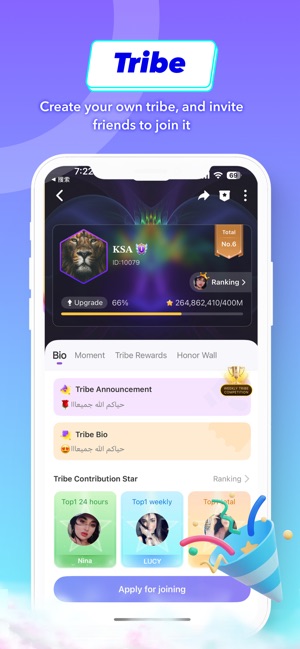 Tribe
Create your own tribe, and invite
friends to join it
7:22
69
搜索
KSA
ID:10079
Total
No.6
Ranking
Upgrade 66% 264,862,410/400M
Bio Moment Tribe Rewards Honor Wall
Tribe Announcement
حياكم الله جميعااا
WEEKLY TRIBE
COMPETITION
Tribe Bio
حياكم الله جميعااا
Tribe Contribution Star Ranking
Top1 24 hours Top1 weekly Top1 total
Nina LUCY
Apply for joining